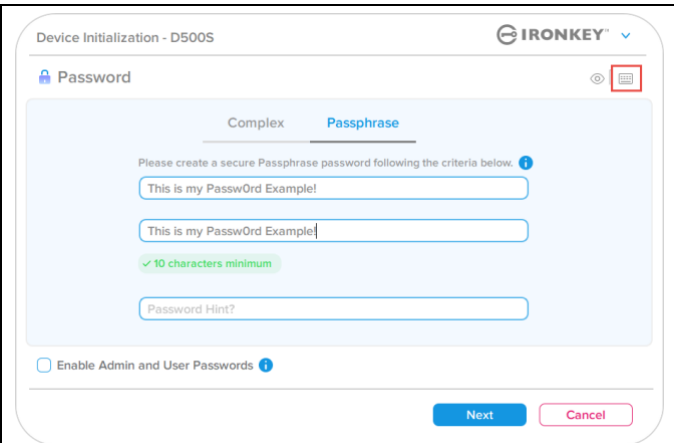 Device Initialization - D500S
IRONKEY™
Password
Complex Passphrase
Please create a secure Passphrase password following the criteria below.
This is my Passw0rd Example!
This is my Passw0rd Example!
✓ 10 characters minimum
Password Hint?
Enable Admin and User Passwords
Next Cancel